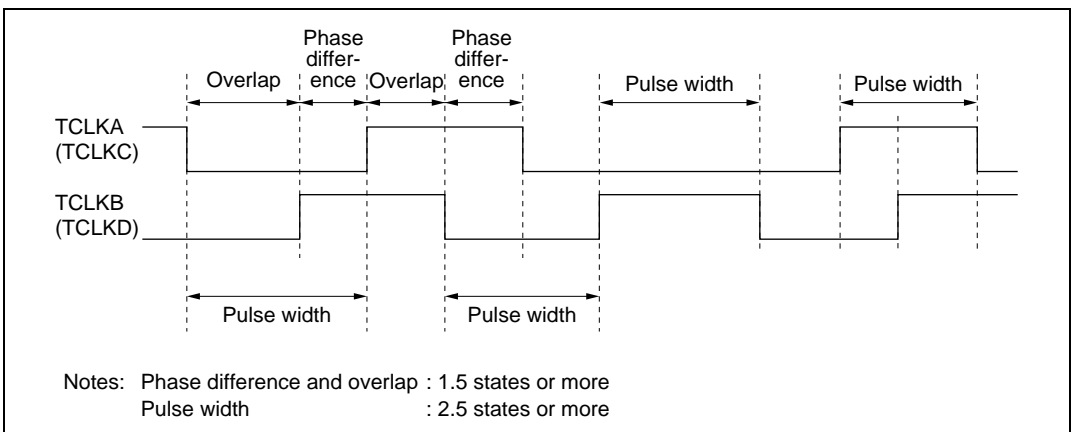 Phase
differ-
ence
Phase
differ-
ence
Overlap
Overlap
Pulse width
Pulse width
TCLKA
(TCLKC)
TCLKB
(TCLKD)
Pulse width
Pulse width
Notes: Phase difference and overlap : 1.5 states or more
Pulse width : 2.5 states or more